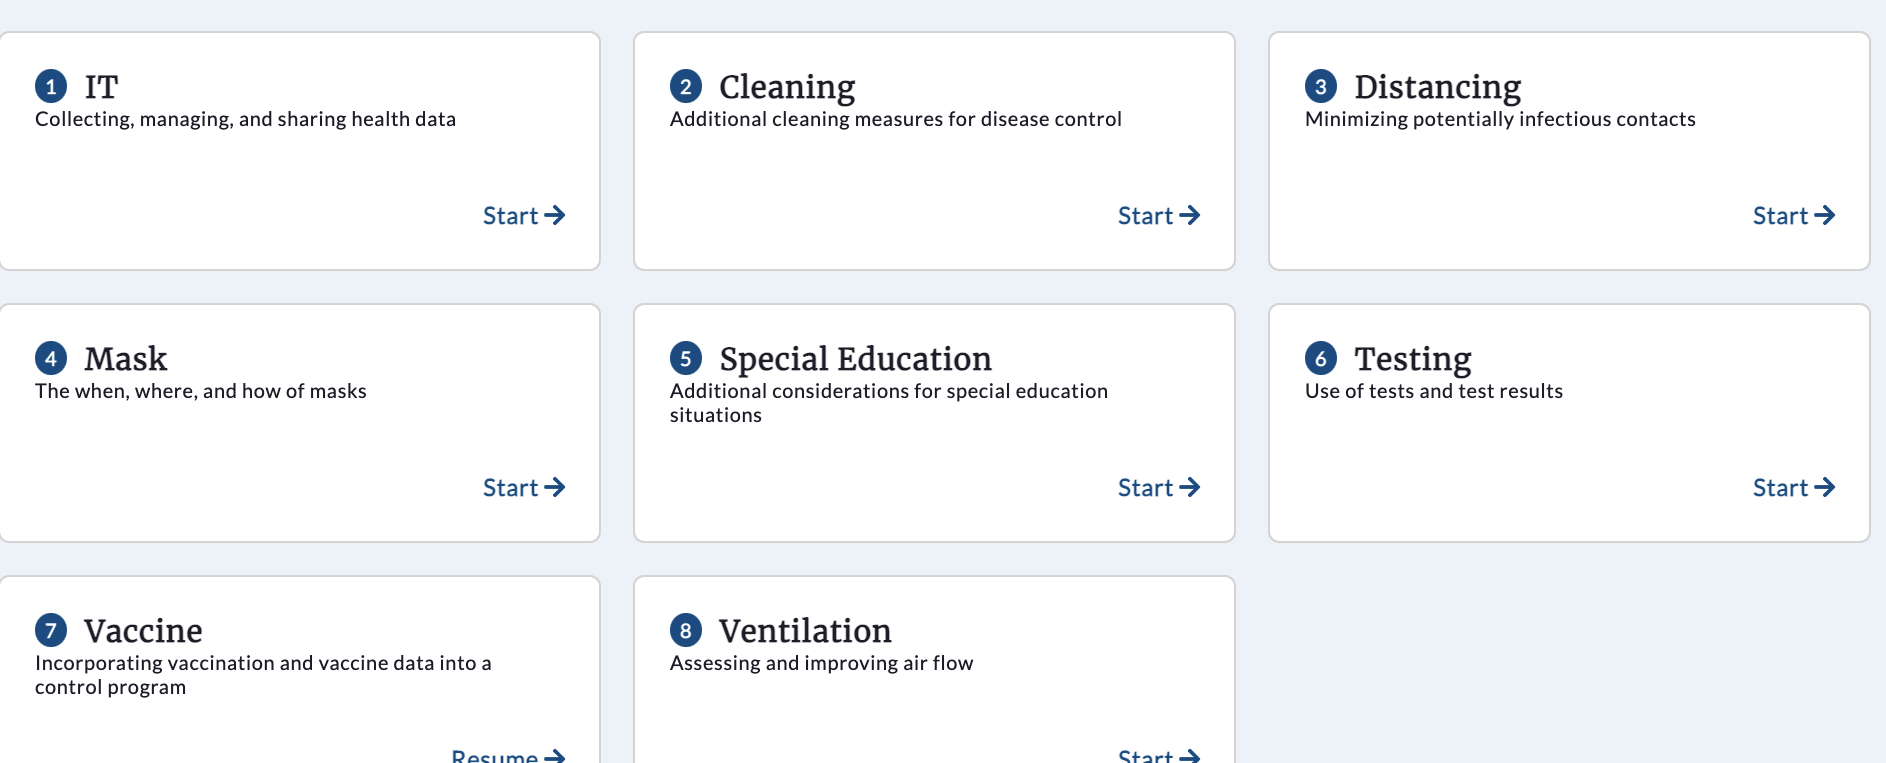 1 IT
Collecting, managing, and sharing health data
Start
2 Cleaning
Additional cleaning measures for disease control
Start
3 Distancing
Minimizing potentially infectious contacts
Start
4 Mask
The when, where, and how of masks
Start
5 Special Education
Additional considerations for special education
situations
Start
6 Testing
Use of tests and test results
Start
7 Vaccine
Incorporating vaccination and vaccine data into a
control program
Resume
8 Ventilation
Assessing and improving air flow
Start